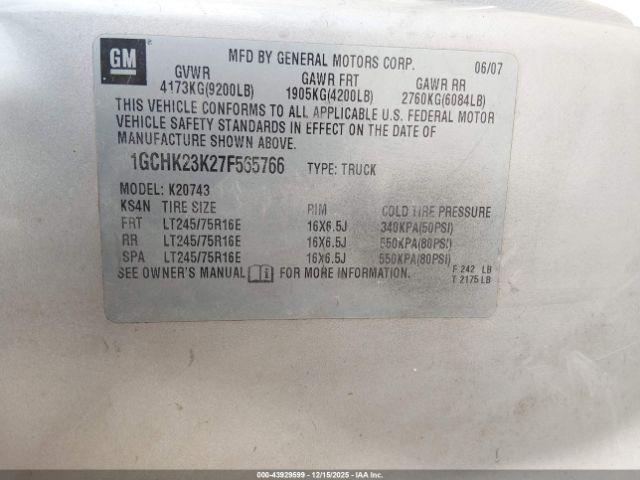 GM
MFD BY GENERAL MOTORS CORP. 06/07
GVWR GAWR FRT GAWR RR
4173KG(9200LB) 1905KG(4200LB) 2760KG(6084LB)
THIS VEHICLE CONFORMS TO ALL APPLICABLE U.S. FEDERAL MOTOR
VEHICLE SAFETY STANDARDS IN EFFECT ON THE DATE OF
MANUFACTURE SHOWN ABOVE.
1GCHK23K27F565766 TYPE: TRUCK
MODEL: K20743
KS4N TIRE SIZE RIM COLD TIRE PRESSURE
FRT LT245/75R16E 16X6.5J 340KPA(50PSI)
RR LT245/75R16E 16X6.5J 550KPA(80PSI)
SPA LT245/75R16E 16X6.5J 550KPA(80PSI)
SEE OWNER'S MANUAL FOR MORE INFORMATION.
F 242 LB
T 2175 LB
000-43929599 - 12/15/2025 - IAAI, Inc.